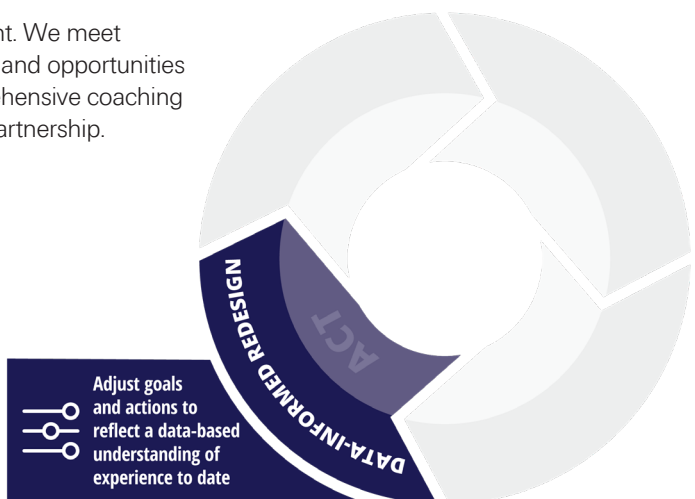 nt. We meet
and opportunities
ehensive coaching
artnership.
DATA-INFORMED REDESIGN
ACT
Adjust goals
and actions to
reflect a data-based
understanding of
experience to date